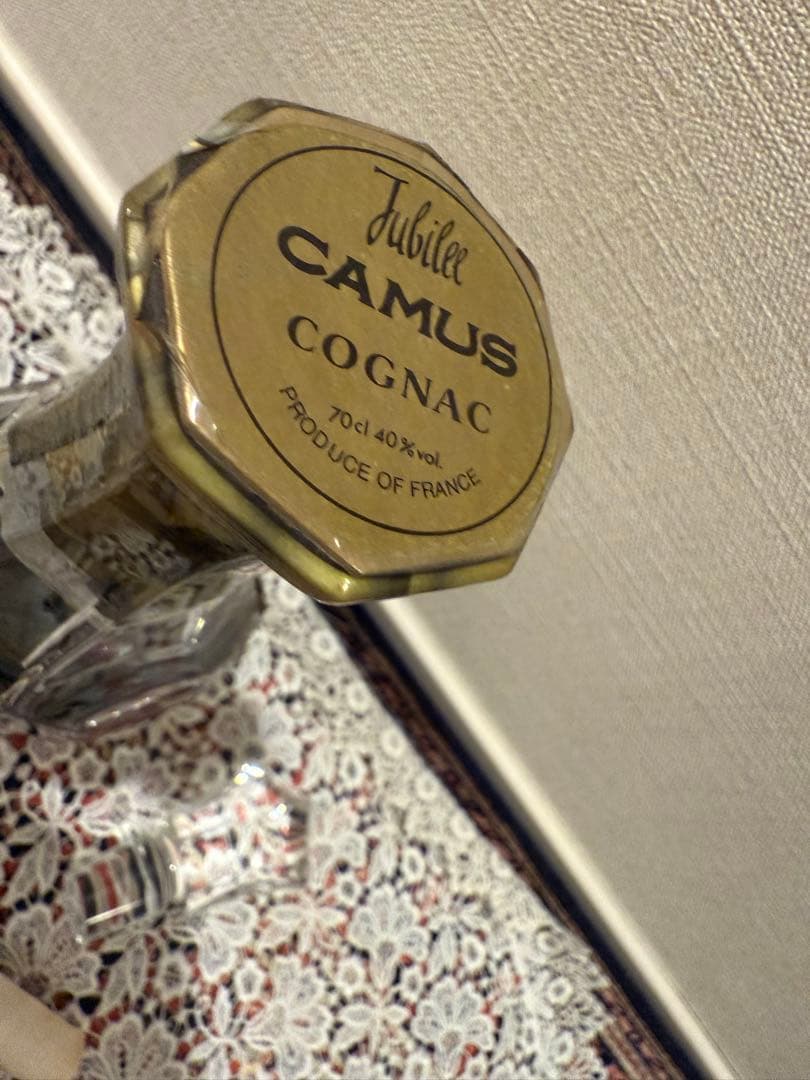 Jubilee
CAMUS
COGNAC
70cl 40%vol.
PRODUCE OF FRANCE